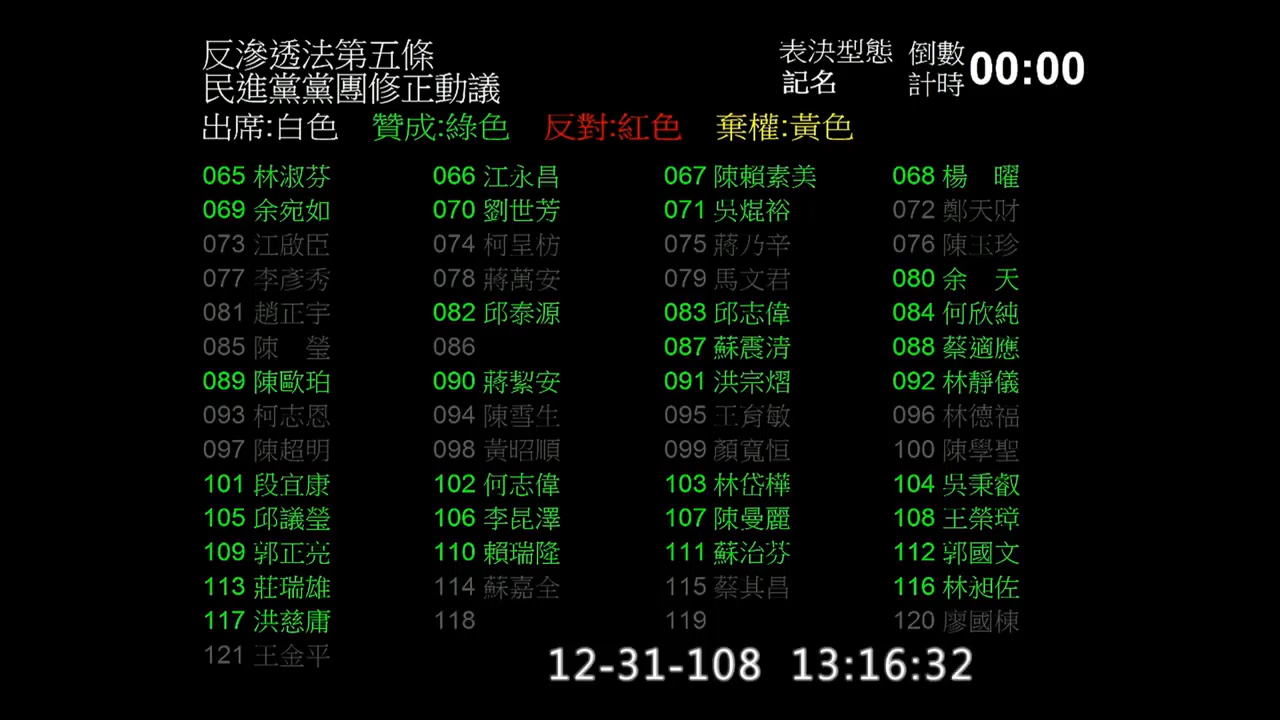 反滲透法第五條
民進黨黨團修正動議
表決型態
記名
倒數
計時
00:00
出席:白色 贊成:綠色 反對:紅色 棄權:黃色
065 林淑芬 066 江永昌 067 陳賴素美 068 楊 曜
069 余宛如 070 劉世芳 071 吳焜裕 072 鄭天財
073 江啟臣 074 柯呈枋 075 蔣乃辛 076 陳玉珍
077 李彥秀 078 蔣萬安 079 馬文君 080 余 天
081 趙正宇 082 邱泰源 083 邱志偉 084 何欣純
085 陳 瑩 086 087 蘇震清 088 蔡適應
089 陳歐珀 090 蔣絜安 091 洪宗熠 092 林靜儀
093 柯志恩 094 陳雪生 095 王育敏 096 林德福
097 陳超明 098 黃昭順 099 顏寬恒 100 陳學聖
101 段宜康 102 何志偉 103 林岱樺 104 吳秉叡
105 邱議瑩 106 李昆澤 107 陳曼麗 108 王榮璋
109 郭正亮 110 賴瑞隆 111 蘇治芬 112 郭國文
113 莊瑞雄 114 蘇嘉全 115 蔡其昌 116 林昶佐
117 洪慈庸 118 119 120 廖國棟
121 王金平
12-31-108 13:16:32